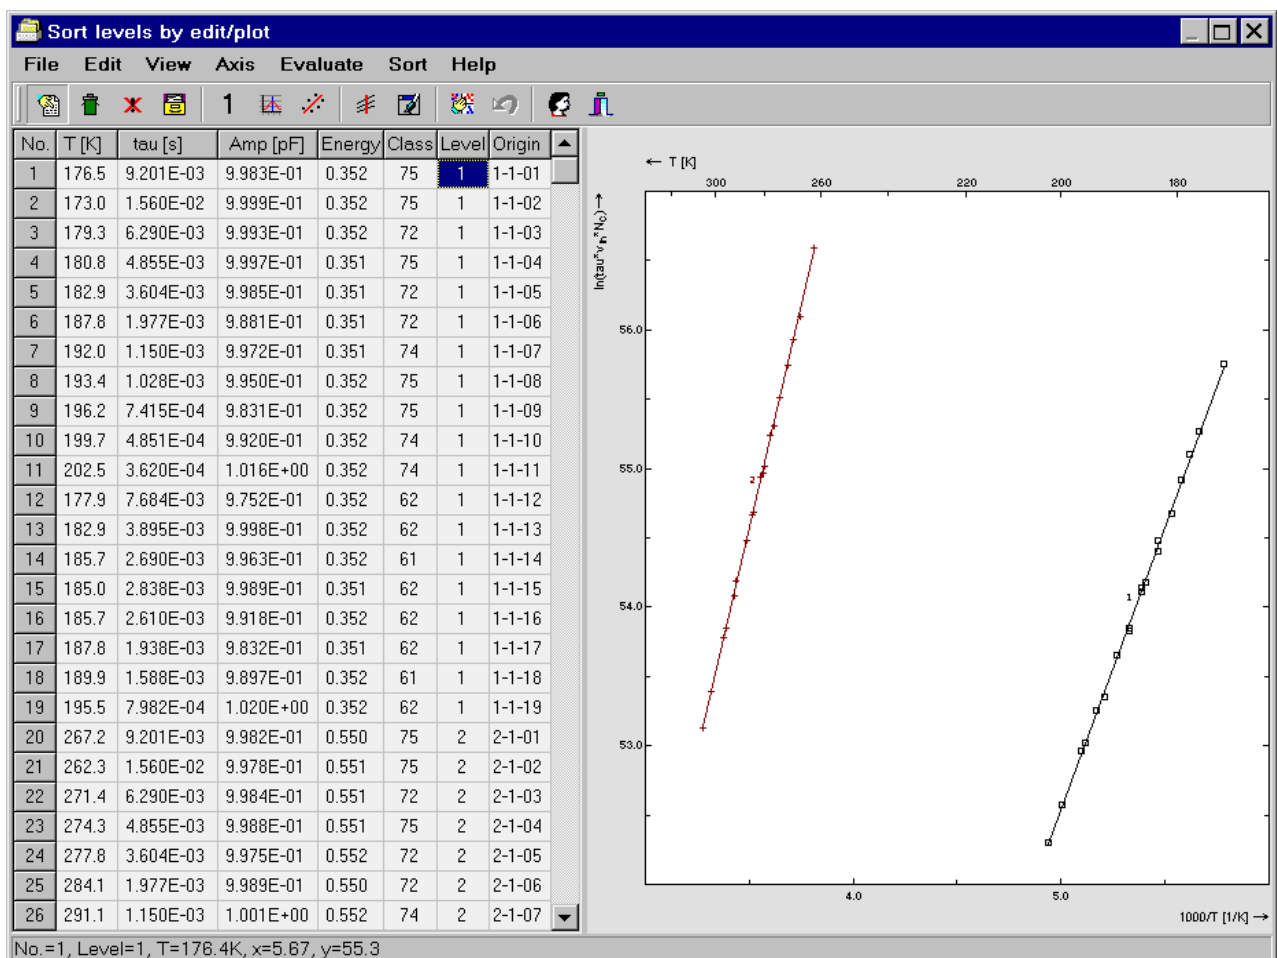 Sort levels by edit/plot
File Edit View Axis Evaluate Sort Help
1
No. T [K] tau [s] Amp [pF] Energy Class Level Origin
1 176.5 9.201E-03 9.983E-01 0.352 75 1 1-1-01
2 173.0 1.560E-02 9.999E-01 0.352 75 1 1-1-02
3 179.3 6.290E-03 9.993E-01 0.352 72 1 1-1-03
4 180.8 4.855E-03 9.997E-01 0.351 75 1 1-1-04
5 182.9 3.604E-03 9.985E-01 0.351 72 1 1-1-05
6 187.8 1.977E-03 9.881E-01 0.351 72 1 1-1-06
7 192.0 1.150E-03 9.972E-01 0.351 74 1 1-1-07
8 193.4 1.028E-03 9.950E-01 0.352 75 1 1-1-08
9 196.2 7.415E-04 9.831E-01 0.352 75 1 1-1-09
10 199.7 4.851E-04 9.920E-01 0.352 74 1 1-1-10
11 202.5 3.620E-04 1.016E+00 0.352 74 1 1-1-11
12 177.9 7.684E-03 9.752E-01 0.352 62 1 1-1-12
13 182.9 3.895E-03 9.998E-01 0.352 62 1 1-1-13
14 185.7 2.690E-03 9.963E-01 0.352 61 1 1-1-14
15 185.0 2.838E-03 9.989E-01 0.351 62 1 1-1-15
16 185.7 2.610E-03 9.918E-01 0.352 62 1 1-1-16
17 187.8 1.938E-03 9.832E-01 0.351 62 1 1-1-17
18 189.9 1.588E-03 9.897E-01 0.352 61 1 1-1-18
19 195.5 7.982E-04 1.020E+00 0.352 62 1 1-1-19
20 267.2 9.201E-03 9.982E-01 0.550 75 2 2-1-01
21 262.3 1.560E-02 9.978E-01 0.551 75 2 2-1-02
22 271.4 6.290E-03 9.984E-01 0.551 72 2 2-1-03
23 274.3 4.855E-03 9.988E-01 0.551 75 2 2-1-04
24 277.8 3.604E-03 9.975E-01 0.552 72 2 2-1-05
25 284.1 1.977E-03 9.989E-01 0.550 72 2 2-1-06
26 291.1 1.150E-03 1.001E+00 0.552 74 2 2-1-07
← T [K]
300 260 220 200 180
ln(tau*v_th*N_C) →
56.0
55.0
2
54.0
1
53.0
4.0 5.0
1000/T [1/K] →
No.=1, Level=1, T=176.4K, x=5.67, y=55.3